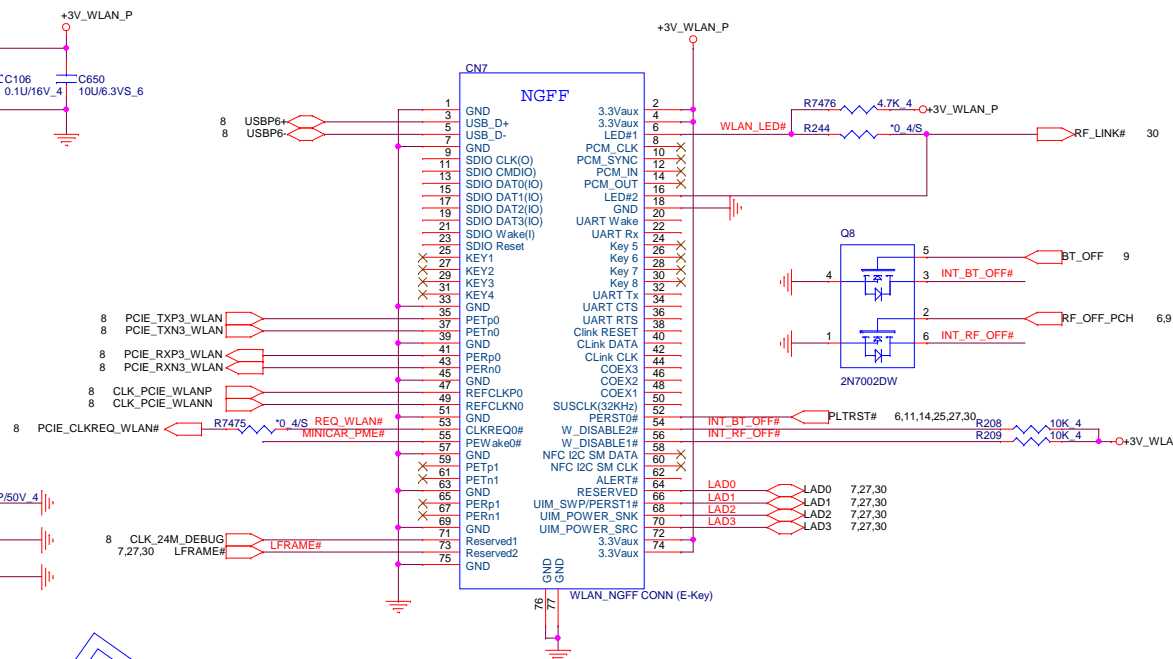 +3V_WLAN_P
C106
0.1U/16V_4
C650
10U/6.3VS_6
+3V_WLAN_P
CN7
NGFF
8 USBP6+
8 USBP6-
1 GND
3 USB_D+
5 USB_D-
7 GND
9 SDIO CLK(O)
11 SDIO CMDIO)
13 SDIO DAT0(IO)
15 SDIO DAT1(IO)
17 SDIO DAT2(IO)
19 SDIO DAT3(IO)
21 SDIO Wake(I)
23 SDIO Reset
25 KEY1
27 KEY2
29 KEY3
31 KEY4
33 GND
35 PETp0
37 PETn0
39 GND
41 PERp0
43 PERn0
45 GND
47 REFCLKP0
49 REFCLKN0
51 GND
53 CLKREQ0#
55 PEWake0#
57 GND
59 PETp1
61 PETn1
63 GND
65 PERp1
67 PERn1
69 GND
71 Reserved1
73 Reserved2
75 GND
3.3Vaux 2
3.3Vaux 4
LED#1 6
PCM_CLK 8
PCM_SYNC 10
PCM_IN 12
PCM_OUT 14
LED#2 16
GND 18
UART Wake 20
UART Rx 22
Key 5 24
Key 6 26
Key 7 28
Key 8 30
UART Tx 32
UART CTS 34
UART RTS 36
Clink RESET 38
CLink DATA 40
CLink CLK 42
COEX3 44
COEX2 46
COEX1 48
SUSCLK(32KHz) 50
PERST0# 52
W_DISABLE2# 54
W_DISABLE1# 56
NFC I2C SM DATA 58
NFC I2C SM CLK 60
ALERT# 62
RESERVED 64
UIM_SWP/PERST1# 66
UIM_POWER_SNK 68
UIM_POWER_SRC 70
3.3Vaux 72
3.3Vaux 74
GND 76
GND 77
WLAN_NGFF CONN (E-Key)
8 PCIE_TXP3_WLAN
8 PCIE_TXN3_WLAN
8 PCIE_RXP3_WLAN
8 PCIE_RXN3_WLAN
8 CLK_PCIE_WLANP
8 CLK_PCIE_WLANN
8 PCIE_CLKREQ_WLAN#
R7475 *0_4/S REQ_WLAN#
MINICAR_PME#
P/50V_4
8 CLK_24M_DEBUG
7,27,30 LFRAME# LFRAME#
WLAN_LED#
R7476 4.7K_4 +3V_WLAN_P
R244 *0_4/S
RF_LINK# 30
Q8
5 BT_OFF 9
4 3 INT_BT_OFF#
2 RF_OFF_PCH 6,9
1 6 INT_RF_OFF#
2N7002DW
PLTRST# 6,11,14,25,27,30
INT_BT_OFF# R208 10K_4
INT_RF_OFF# R209 10K_4 +3V_WLA
LAD0 LAD0 7,27,30
LAD1 LAD1 7,27,30
LAD2 LAD2 7,27,30
LAD3 LAD3 7,27,30